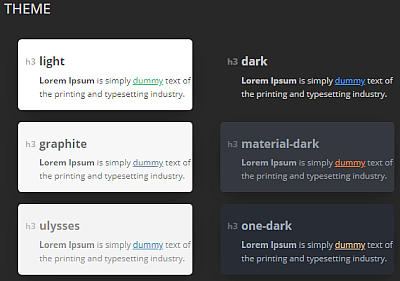 THEME
h3 light
Lorem Ipsum is simply dummy text of
the printing and typesetting industry.
h3 dark
Lorem Ipsum is simply dummy text of
the printing and typesetting industry.
h3 graphite
Lorem Ipsum is simply dummy text of
the printing and typesetting industry.
h3 material-dark
Lorem Ipsum is simply dummy text of
the printing and typesetting industry.
h3 ulysses
Lorem Ipsum is simply dummy text of
the printing and typesetting industry.
h3 one-dark
Lorem Ipsum is simply dummy text of
the printing and typesetting industry.